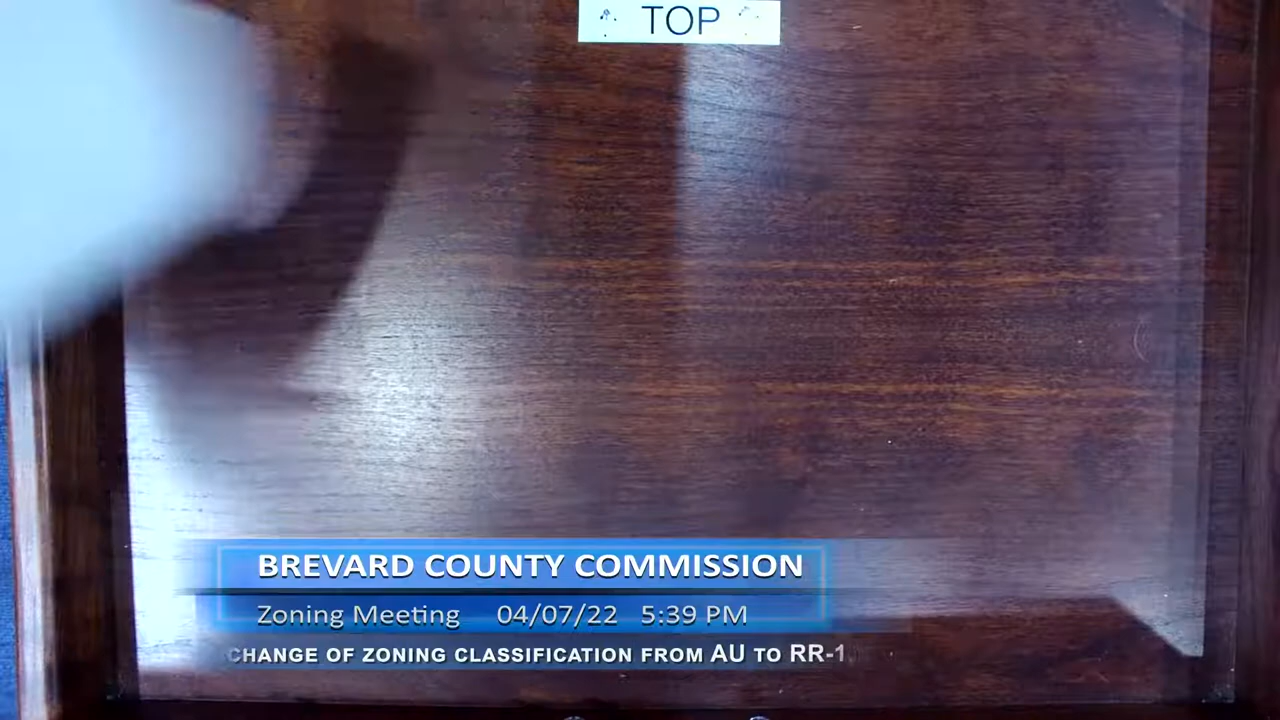 TOP
BREVARD COUNTY COMMISSION
Zoning Meeting 04/07/22 5:39 PM
CHANGE OF ZONING CLASSIFICATION FROM AU TO RR-1